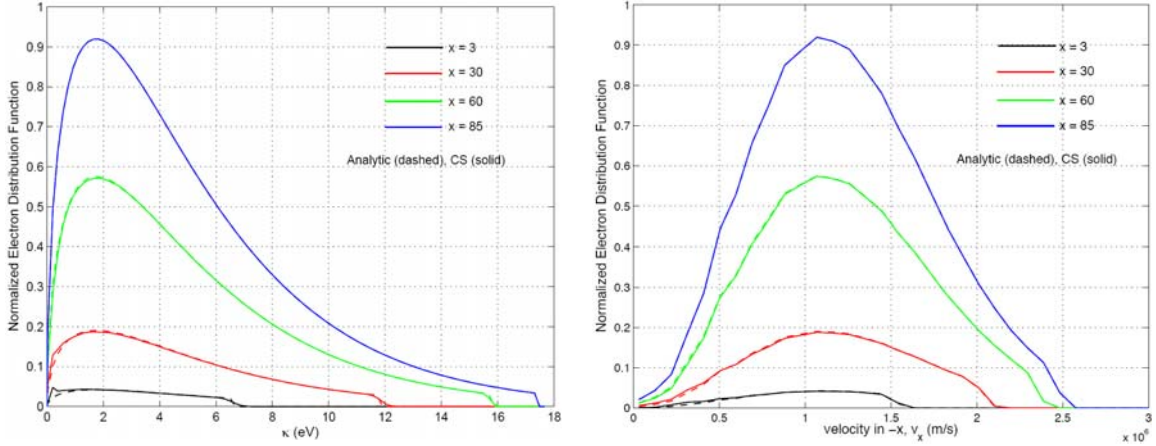 Normalized Electron Distribution Function
1
0.9
0.8
0.7
0.6
0.5
0.4
0.3
0.2
0.1
0
x = 3
x = 30
x = 60
x = 85
Analytic (dashed), CS (solid)
0 2 4 6 8 10 12 14 16 18
κ (eV)
Normalized Electron Distribution Function
1
0.9
0.8
0.7
0.6
0.5
0.4
0.3
0.2
0.1
0
x = 3
x = 30
x = 60
x = 85
Analytic (dashed), CS (solid)
0 0.5 1 1.5 2 2.5 3
velocity in -x, vx (m/s)
x 10^6